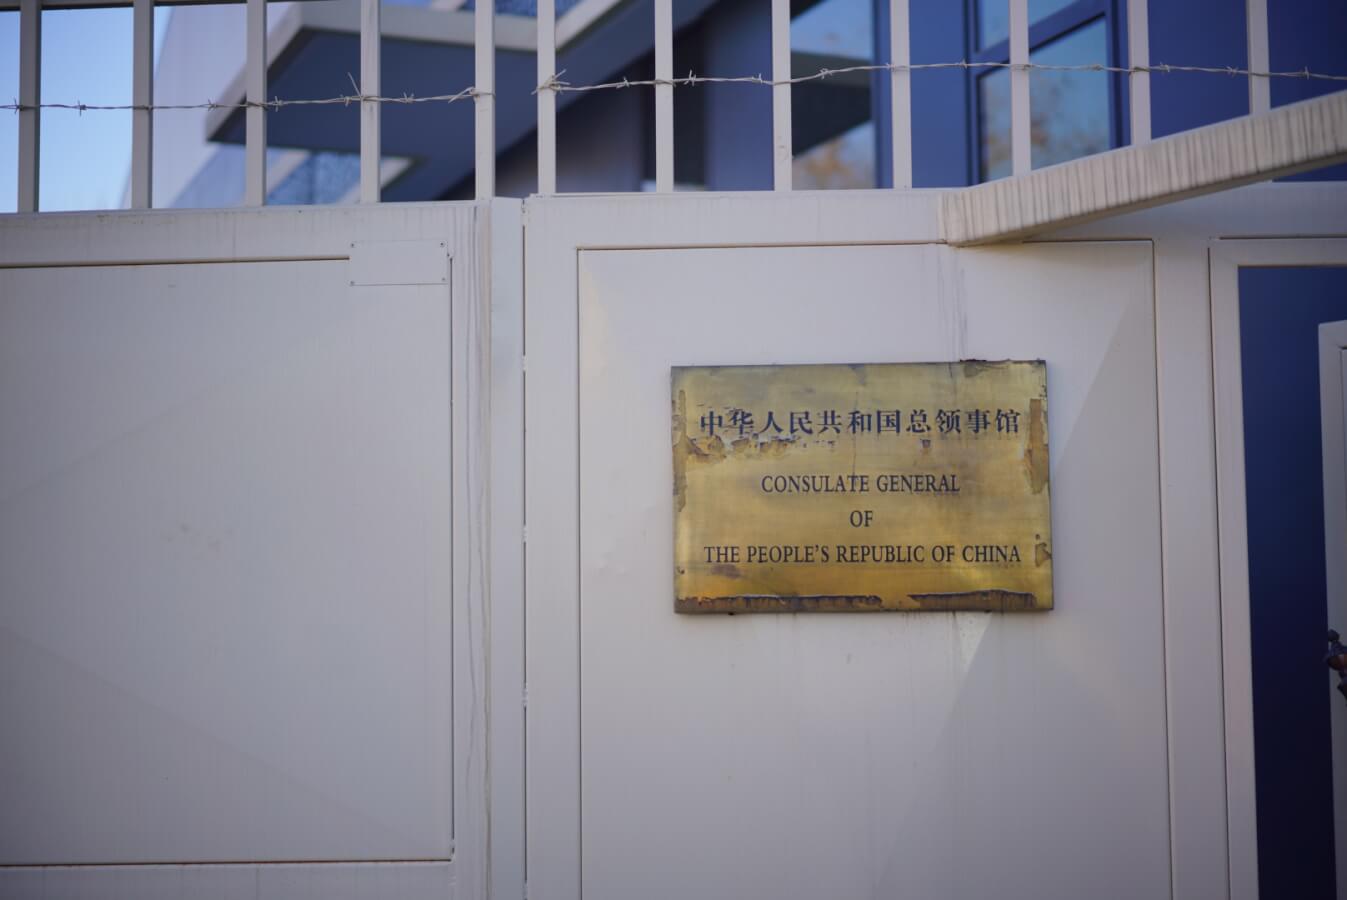 中华人民共和国总领事馆
CONSULATE GENERAL
OF
THE PEOPLE'S REPUBLIC OF CHINA